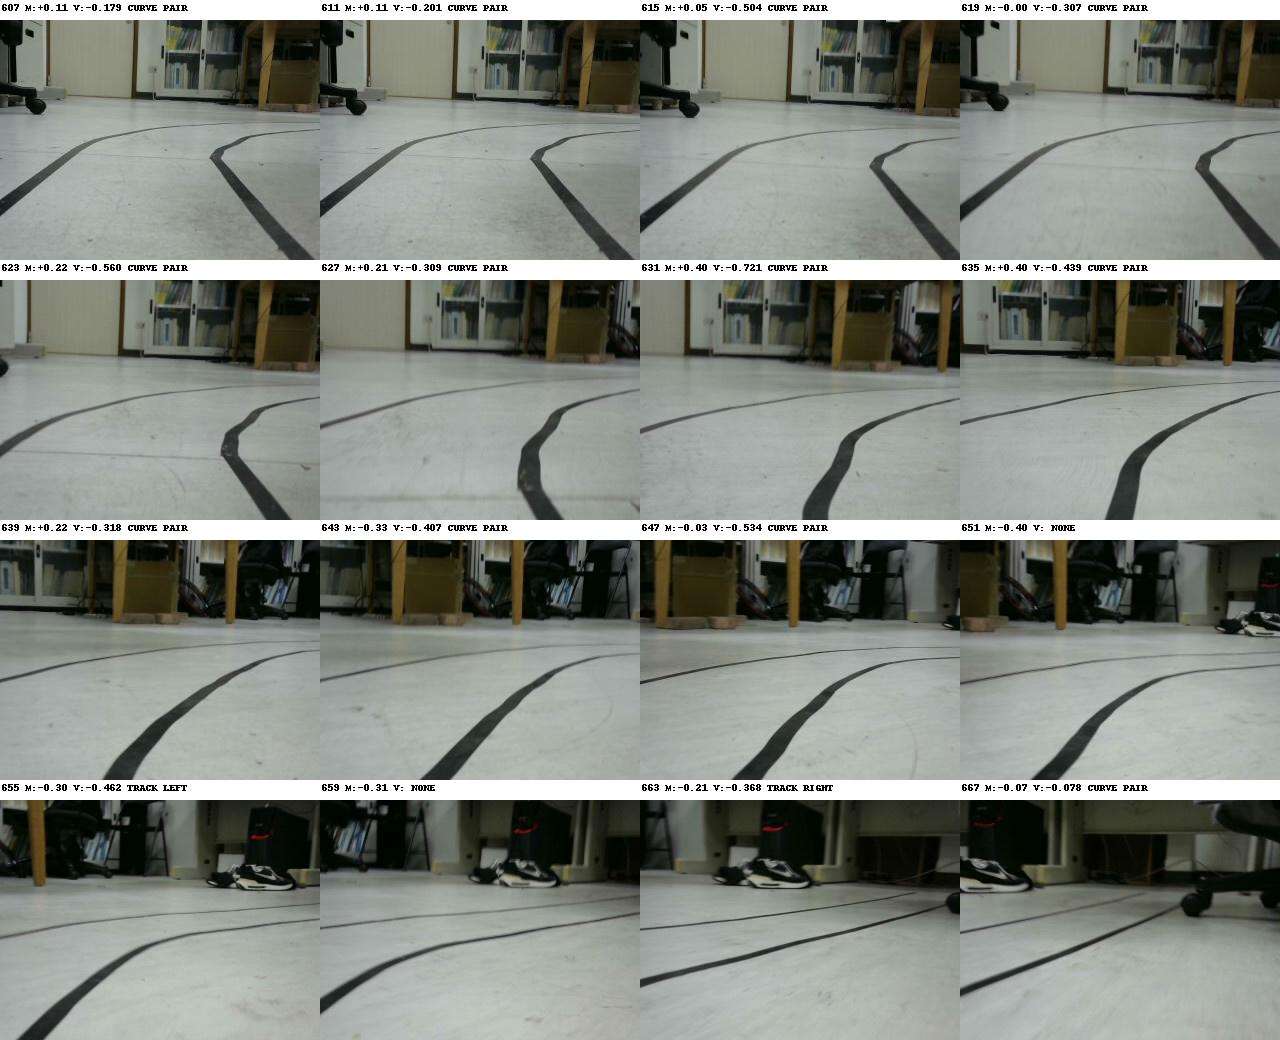 607 M:+0.11 V:-0.179 CURVE PAIR
611 M:+0.11 V:-0.201 CURVE PAIR
615 M:+0.05 V:-0.504 CURVE PAIR
619 M:-0.00 V:-0.307 CURVE PAIR
623 M:+0.22 V:-0.560 CURVE PAIR
627 M:+0.21 V:-0.309 CURVE PAIR
631 M:+0.40 V:-0.721 CURVE PAIR
635 M:+0.40 V:-0.439 CURVE PAIR
639 M:+0.22 V:-0.318 CURVE PAIR
643 M:-0.33 V:-0.407 CURVE PAIR
647 M:-0.03 V:-0.534 CURVE PAIR
651 M:-0.40 V: NONE
655 M:-0.30 V:-0.462 TRACK LEFT
659 M:-0.31 V: NONE
663 M:-0.21 V:-0.368 TRACK RIGHT
667 M:-0.07 V:-0.078 CURVE PAIR